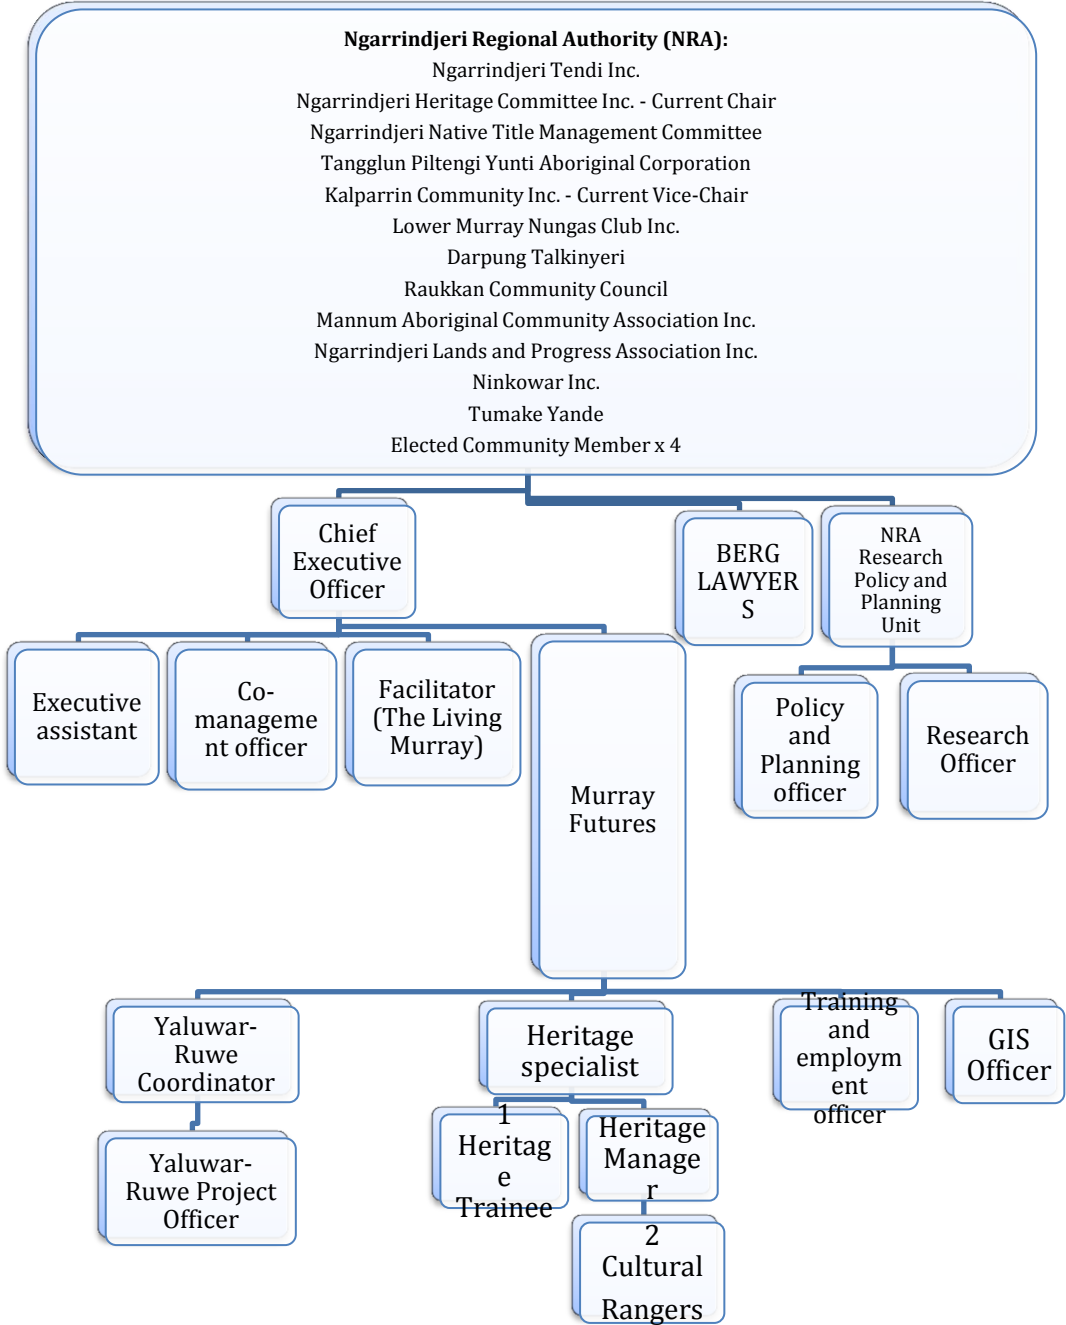 Ngarrindjeri Regional Authority (NRA):
Ngarrindjeri Tendi Inc.
Ngarrindjeri Heritage Committee Inc. - Current Chair
Ngarrindjeri Native Title Management Committee
Tangglun Piltengi Yunti Aboriginal Corporation
Kalparrin Community Inc. - Current Vice-Chair
Lower Murray Nungas Club Inc.
Darpung Talkinyeri
Raukkan Community Council
Mannum Aboriginal Community Association Inc.
Ngarrindjeri Lands and Progress Association Inc.
Ninkowar Inc.
Tumake Yande
Elected Community Member x 4
Chief
Executive
Officer
BERG
LAWYER
S
NRA
Research
Policy and
Planning
Unit
Executive
assistant
Co-
manageme
nt officer
Facilitator
(The Living
Murray)
Murray
Futures
Policy
and
Planning
officer
Research
Officer
Yaluwar-
Ruwe
Coordinator
Heritage
specialist
Training
and
employm
ent
officer
GIS
Officer
Yaluwar-
Ruwe Project
Officer
1
Heritag
e
Trainee
Heritage
Manage
r
2
Cultural
Rangers